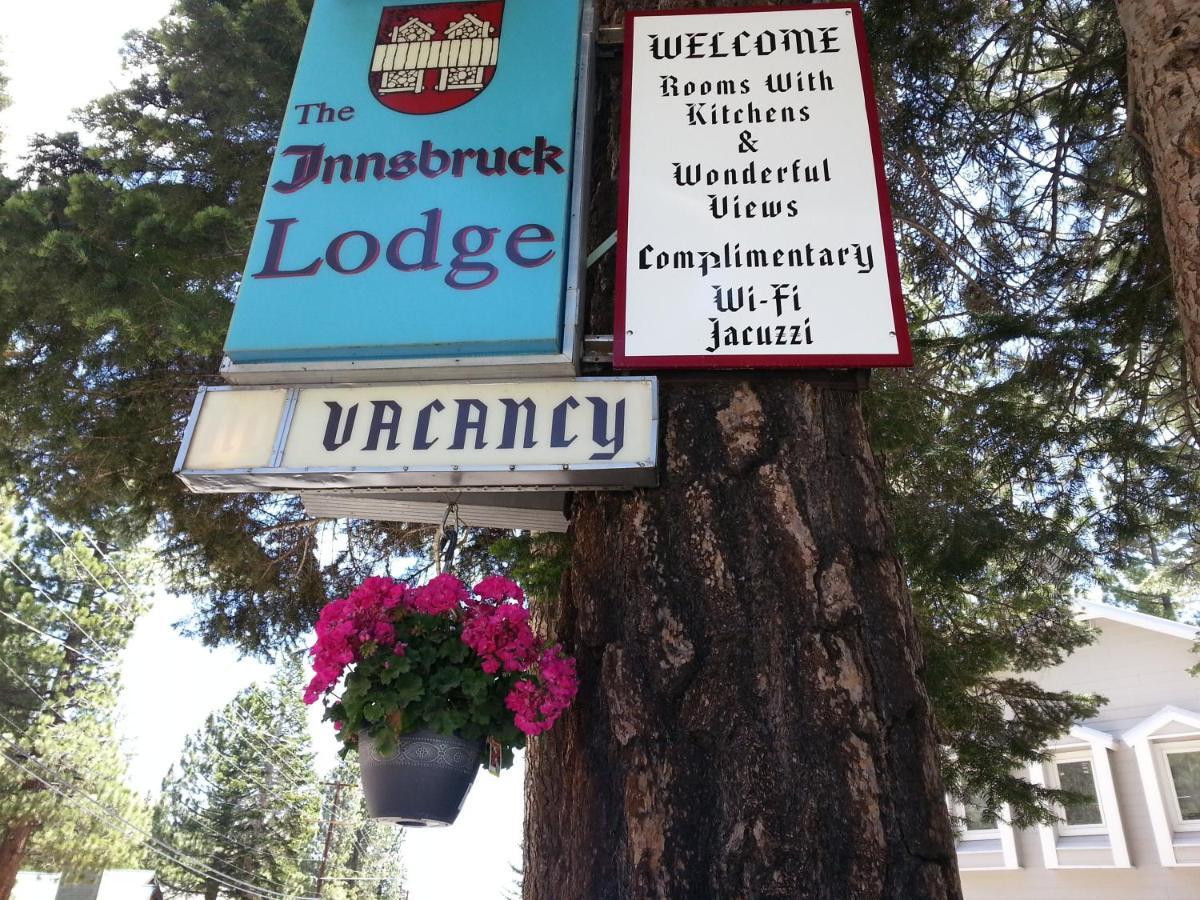 The
Innsbruck
Lodge
VACANCY
WELCOME
Rooms With
Kitchens
&
Wonderful
Views
Complimentary
Wi-Fi
Jacuzzi